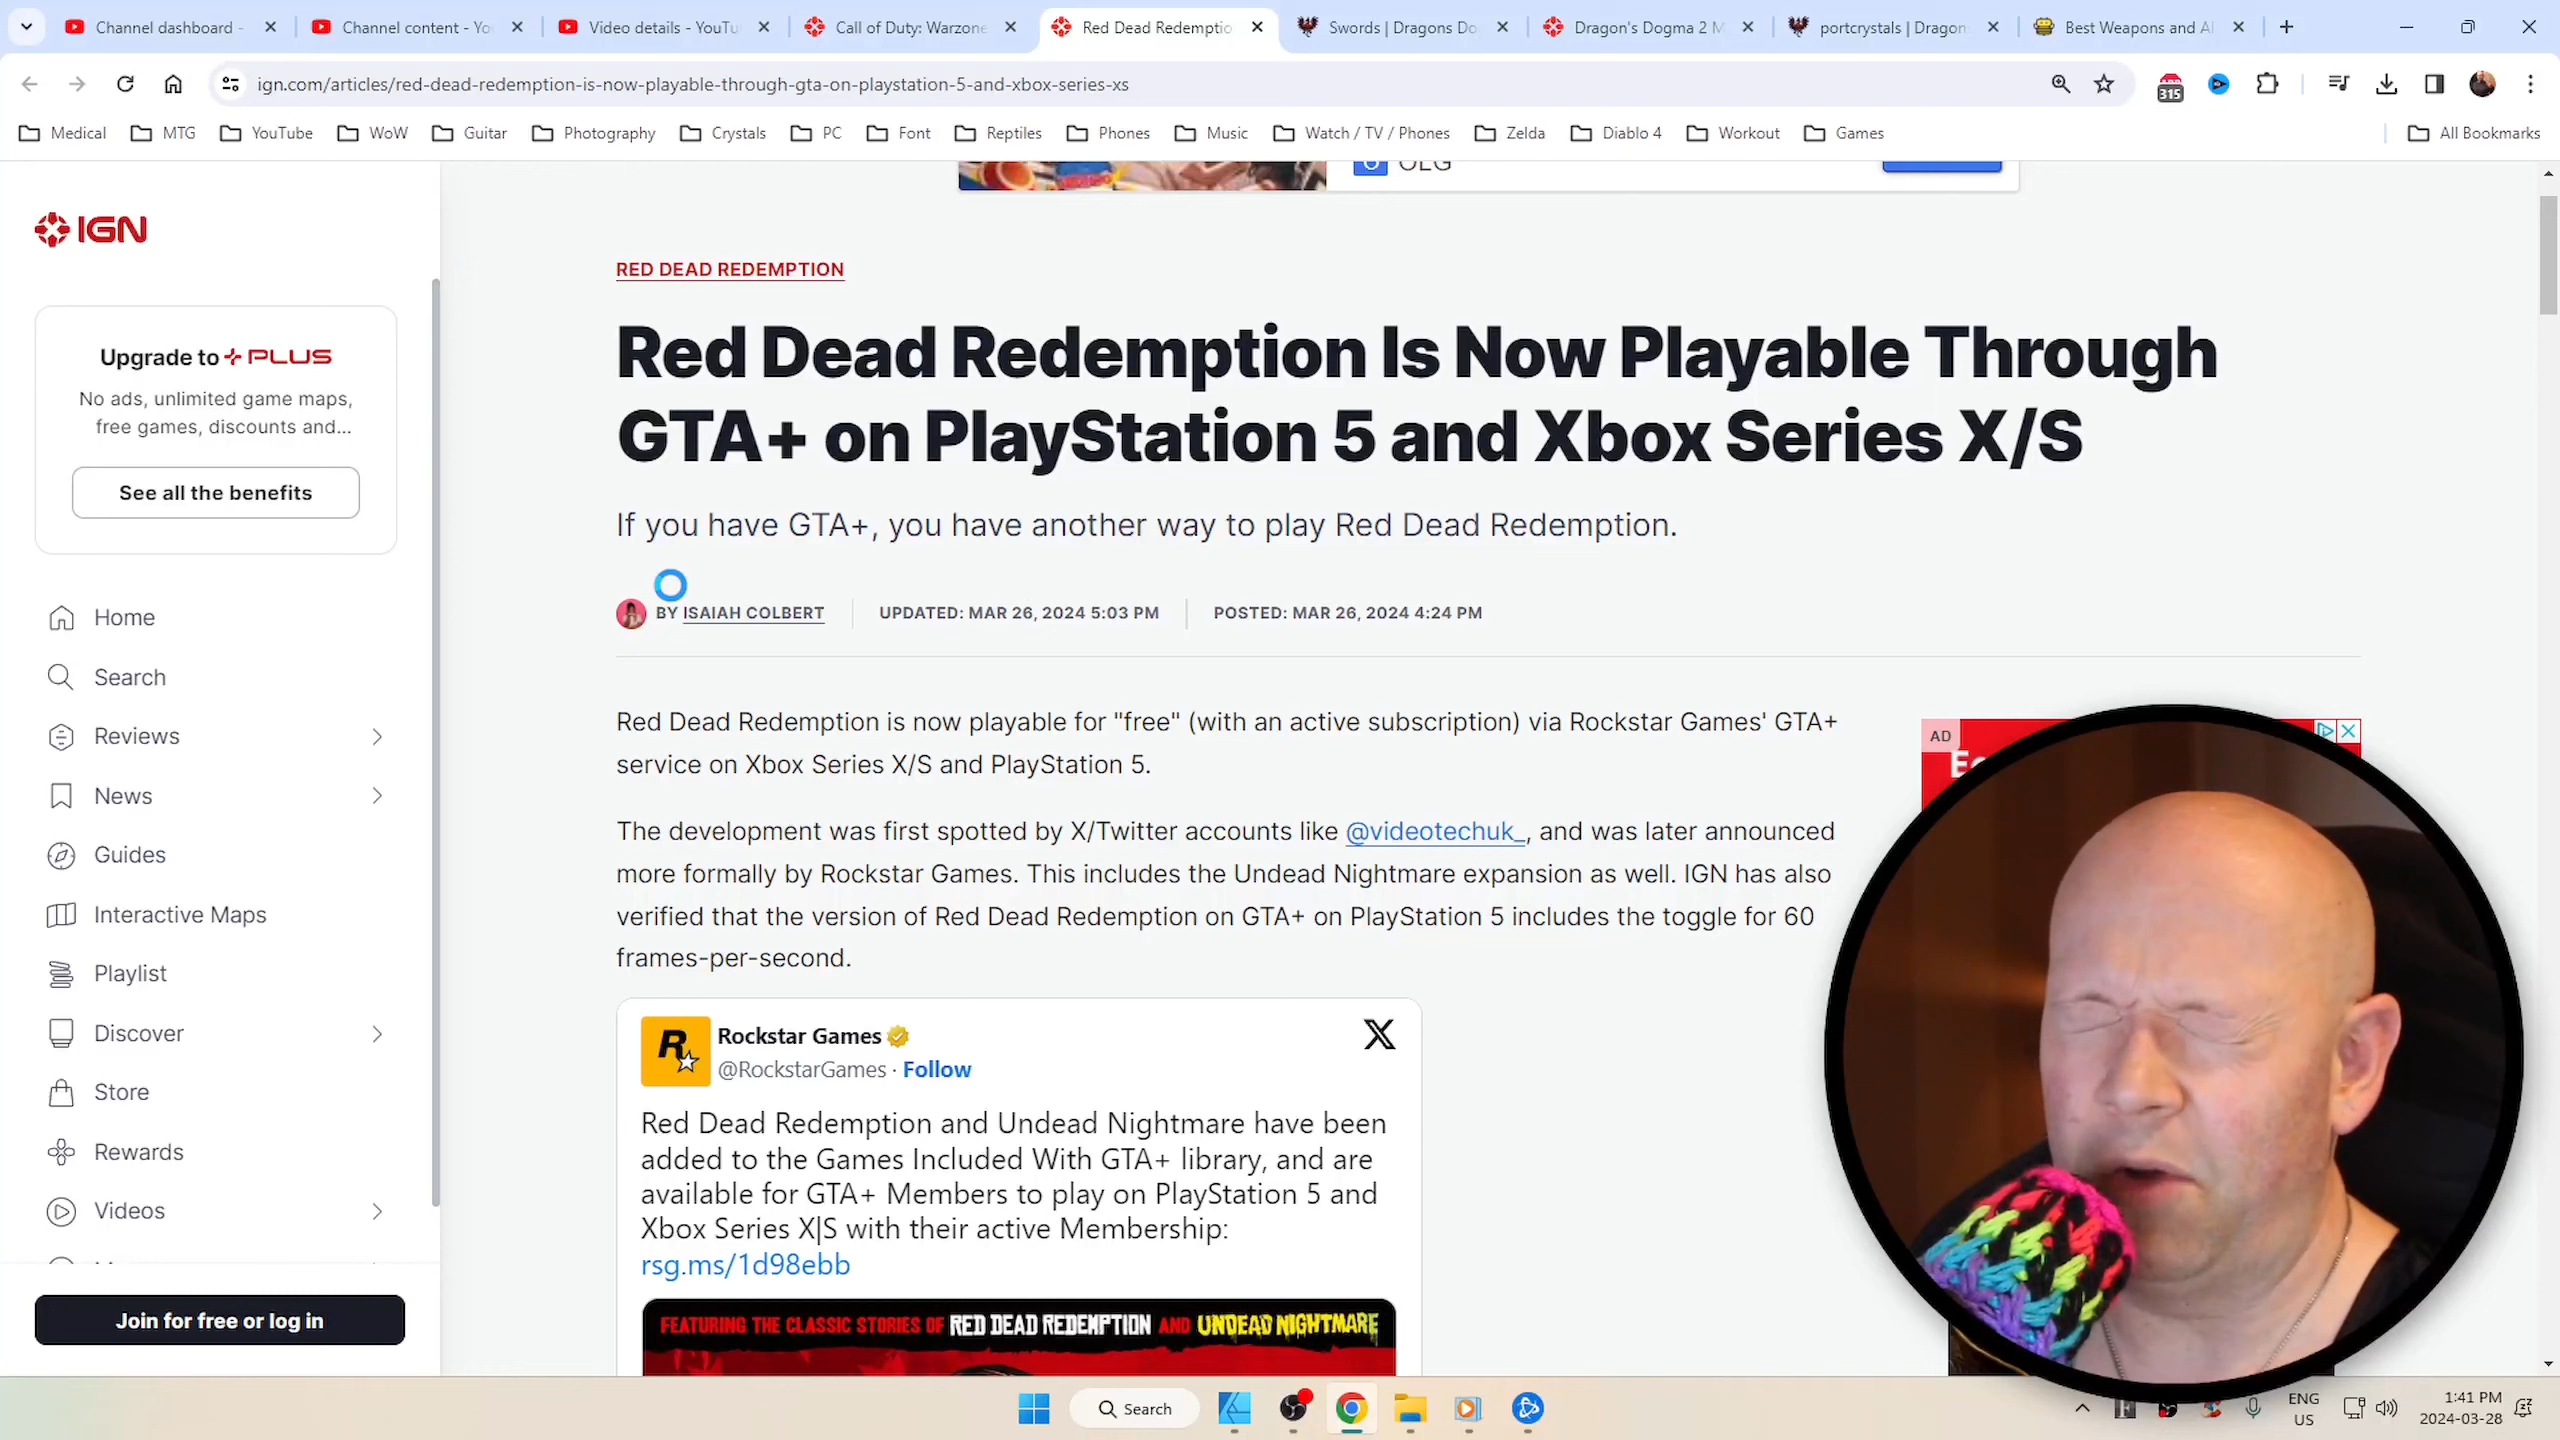 Channel dashboard -
Channel content - Yo
Video details - YouTu
Call of Duty: Warzone
Red Dead Redemptio
Swords | Dragons Do
Dragon's Dogma 2 M
portcrystals | Dragon
Best Weapons and A
ign.com/articles/red-dead-redemption-is-now-playable-through-gta-on-playstation-5-and-xbox-series-xs
315
Medical
MTG
YouTube
WoW
Guitar
Photography
Crystals
PC
Font
Reptiles
Phones
Music
Watch / TV / Phones
Zelda
Diablo 4
Workout
Games
All Bookmarks
OLG
IGN
Upgrade to PLUS
No ads, unlimited game maps,
free games, discounts and...
See all the benefits
Home
Search
Reviews
News
Guides
Interactive Maps
Playlist
Discover
Store
Rewards
Videos
Join for free or log in
RED DEAD REDEMPTION
Red Dead Redemption Is Now Playable Through
GTA+ on PlayStation 5 and Xbox Series X/S
If you have GTA+, you have another way to play Red Dead Redemption.
BY ISAIAH COLBERT
UPDATED: MAR 26, 2024 5:03 PM
POSTED: MAR 26, 2024 4:24 PM
Red Dead Redemption is now playable for "free" (with an active subscription) via Rockstar Games' GTA+
service on Xbox Series X/S and PlayStation 5.
The development was first spotted by X/Twitter accounts like @videotechuk_, and was later announced
more formally by Rockstar Games. This includes the Undead Nightmare expansion as well. IGN has also
verified that the version of Red Dead Redemption on GTA+ on PlayStation 5 includes the toggle for 60
frames-per-second.
AD
Rockstar Games
@RockstarGames · Follow
Red Dead Redemption and Undead Nightmare have been
added to the Games Included With GTA+ library, and are
available for GTA+ Members to play on PlayStation 5 and
Xbox Series X|S with their active Membership:
rsg.ms/1d98ebb
FEATURING THE CLASSIC STORIES OF RED DEAD REDEMPTION AND UNDEAD NIGHTMARE
Search
ENG
US
1:41 PM
2024-03-28